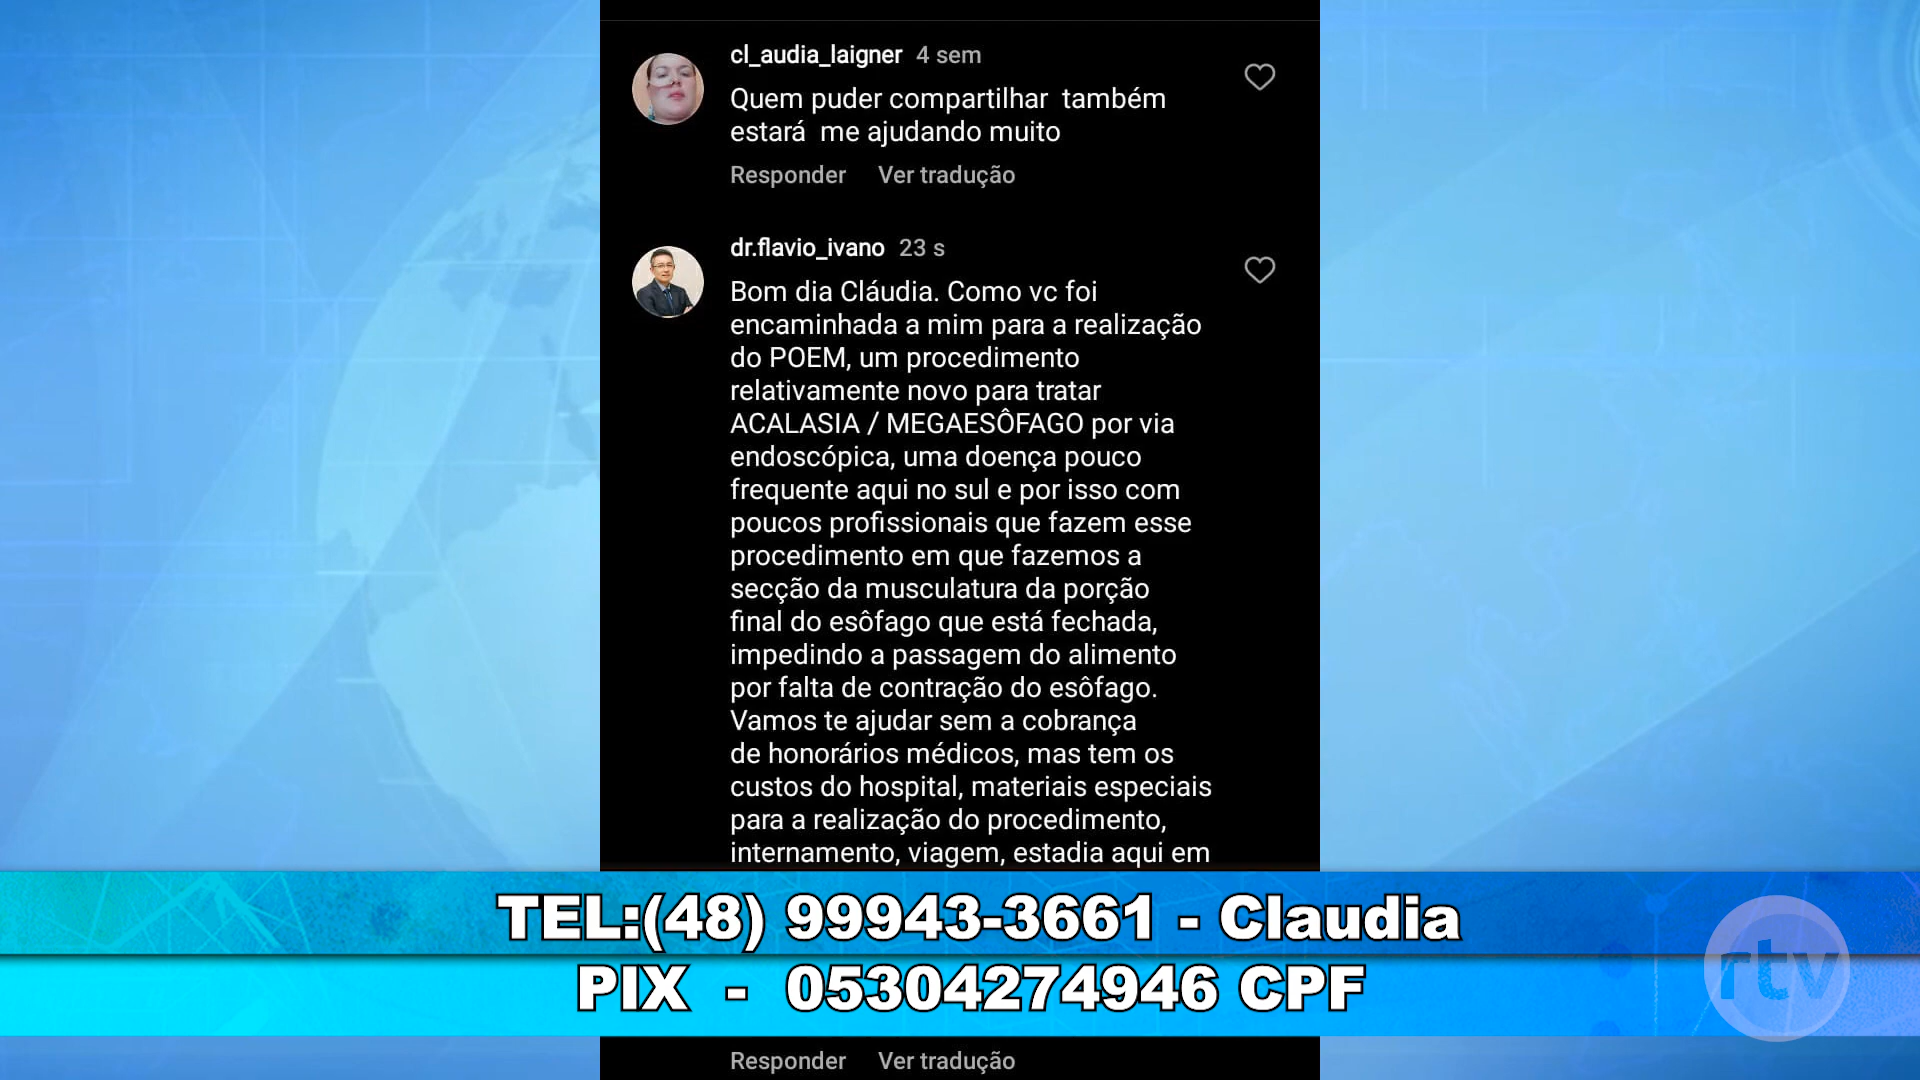 cl_audia_laigner 4 sem
Quem puder compartilhar também
estará me ajudando muito
Responder Ver tradução
dr.flavio_ivano 23 s
Bom dia Cláudia. Como vc foi
encaminhada a mim para a realização
do POEM, um procedimento
relativamente novo para tratar
ACALASIA / MEGAESÔFAGO por via
endoscópica, uma doença pouco
frequente aqui no sul e por isso com
poucos profissionais que fazem esse
procedimento em que fazemos a
secção da musculatura da porção
final do esôfago que está fechada,
impedindo a passagem do alimento
por falta de contração do esôfago.
Vamos te ajudar sem a cobrança
de honorários médicos, mas tem os
custos do hospital, materiais especiais
para a realização do procedimento,
internamento, viagem, estadia aqui em
TEL:(48) 99943-3661 - Claudia
PIX - 05304274946 CPF
rtv
Responder Ver tradução